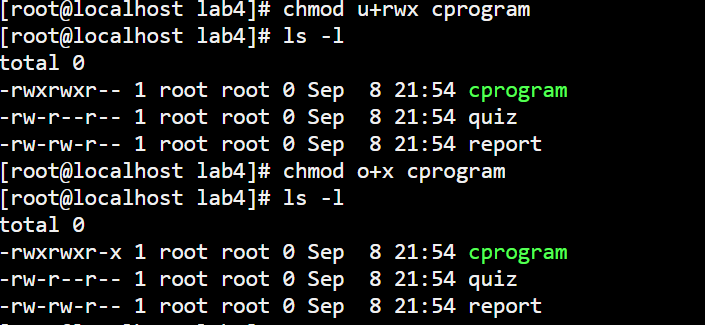 [root@localhost lab4]# chmod u+rwx cprogram
[root@localhost lab4]# ls -l
total 0
-rwxrwxr-- 1 root root 0 Sep  8 21:54 cprogram
-rw-r--r-- 1 root root 0 Sep  8 21:54 quiz
-rw-rw-r-- 1 root root 0 Sep  8 21:54 report
[root@localhost lab4]# chmod o+x cprogram
[root@localhost lab4]# ls -l
total 0
-rwxrwxr-x 1 root root 0 Sep  8 21:54 cprogram
-rw-r--r-- 1 root root 0 Sep  8 21:54 quiz
-rw-rw-r-- 1 root root 0 Sep  8 21:54 report